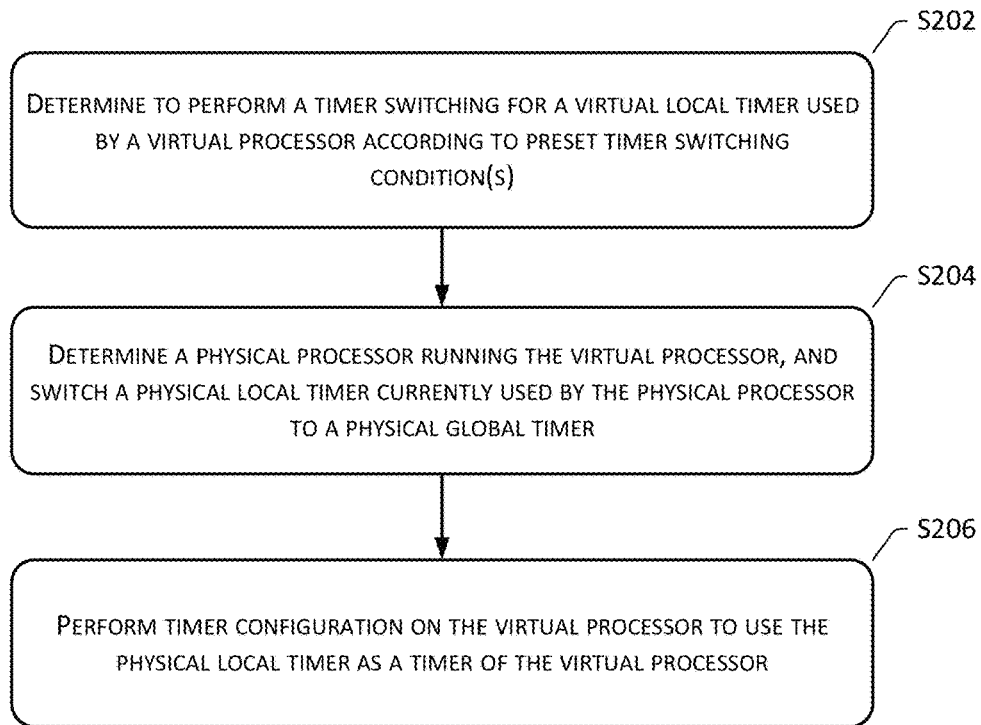 S202
DETERMINE TO PERFORM A TIMER SWITCHING FOR A VIRTUAL LOCAL TIMER USED
BY A VIRTUAL PROCESSOR ACCORDING TO PRESET TIMER SWITCHING
CONDITION(S)
S204
DETERMINE A PHYSICAL PROCESSOR RUNNING THE VIRTUAL PROCESSOR, AND
SWITCH A PHYSICAL LOCAL TIMER CURRENTLY USED BY THE PHYSICAL PROCESSOR
TO A PHYSICAL GLOBAL TIMER
S206
PERFORM TIMER CONFIGURATION ON THE VIRTUAL PROCESSOR TO USE THE
PHYSICAL LOCAL TIMER AS A TIMER OF THE VIRTUAL PROCESSOR